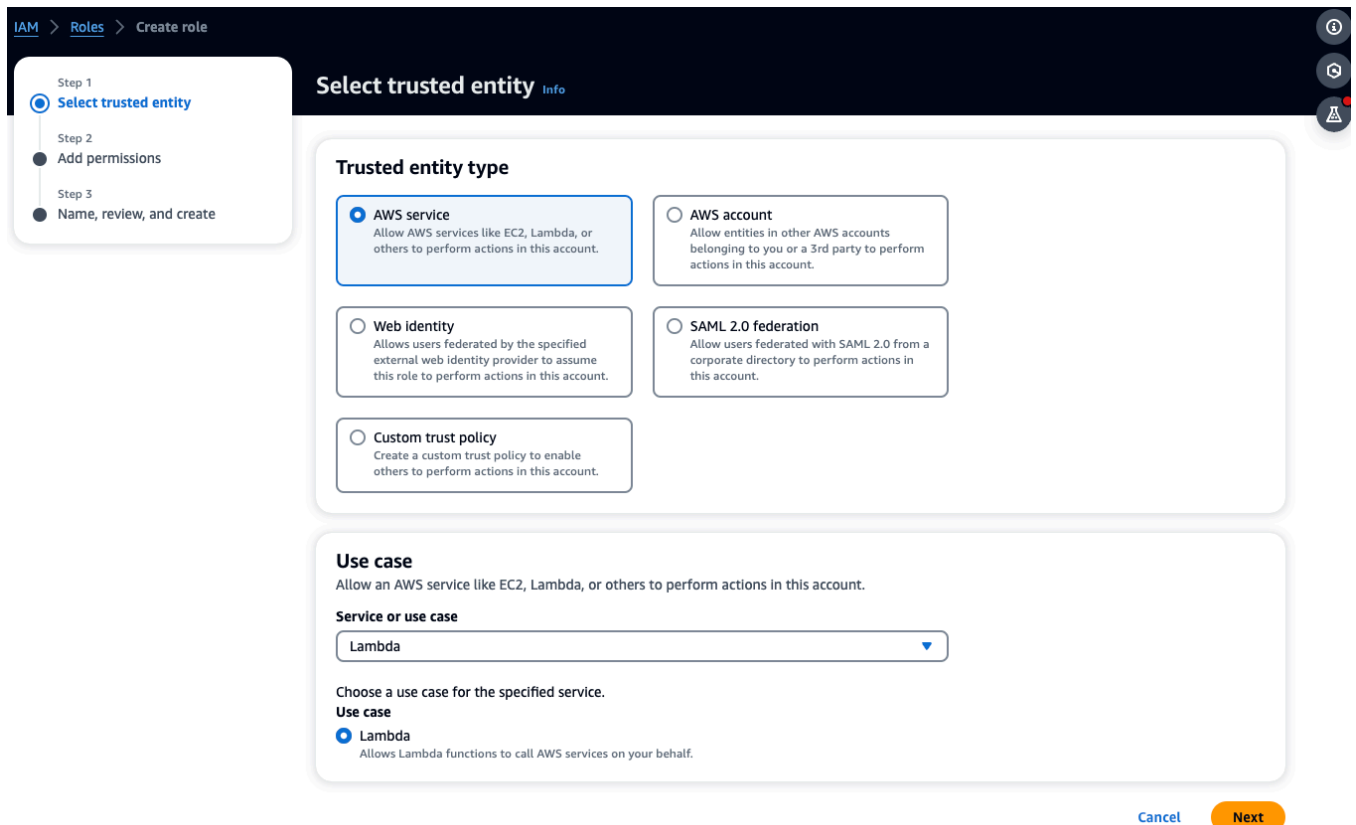 IAM > Roles > Create role
Step 1
Select trusted entity
Step 2
Add permissions
Step 3
Name, review, and create
Select trusted entity Info
Trusted entity type
AWS service
Allow AWS services like EC2, Lambda, or
others to perform actions in this account.
AWS account
Allow entities in other AWS accounts
belonging to you or a 3rd party to perform
actions in this account.
Web identity
Allows users federated by the specified
external web identity provider to assume
this role to perform actions in this account.
SAML 2.0 federation
Allow users federated with SAML 2.0 from a
corporate directory to perform actions in
this account.
Custom trust policy
Create a custom trust policy to enable
others to perform actions in this account.
Use case
Allow an AWS service like EC2, Lambda, or others to perform actions in this account.
Service or use case
Lambda
Choose a use case for the specified service.
Use case
Lambda
Allows Lambda functions to call AWS services on your behalf.
Cancel Next